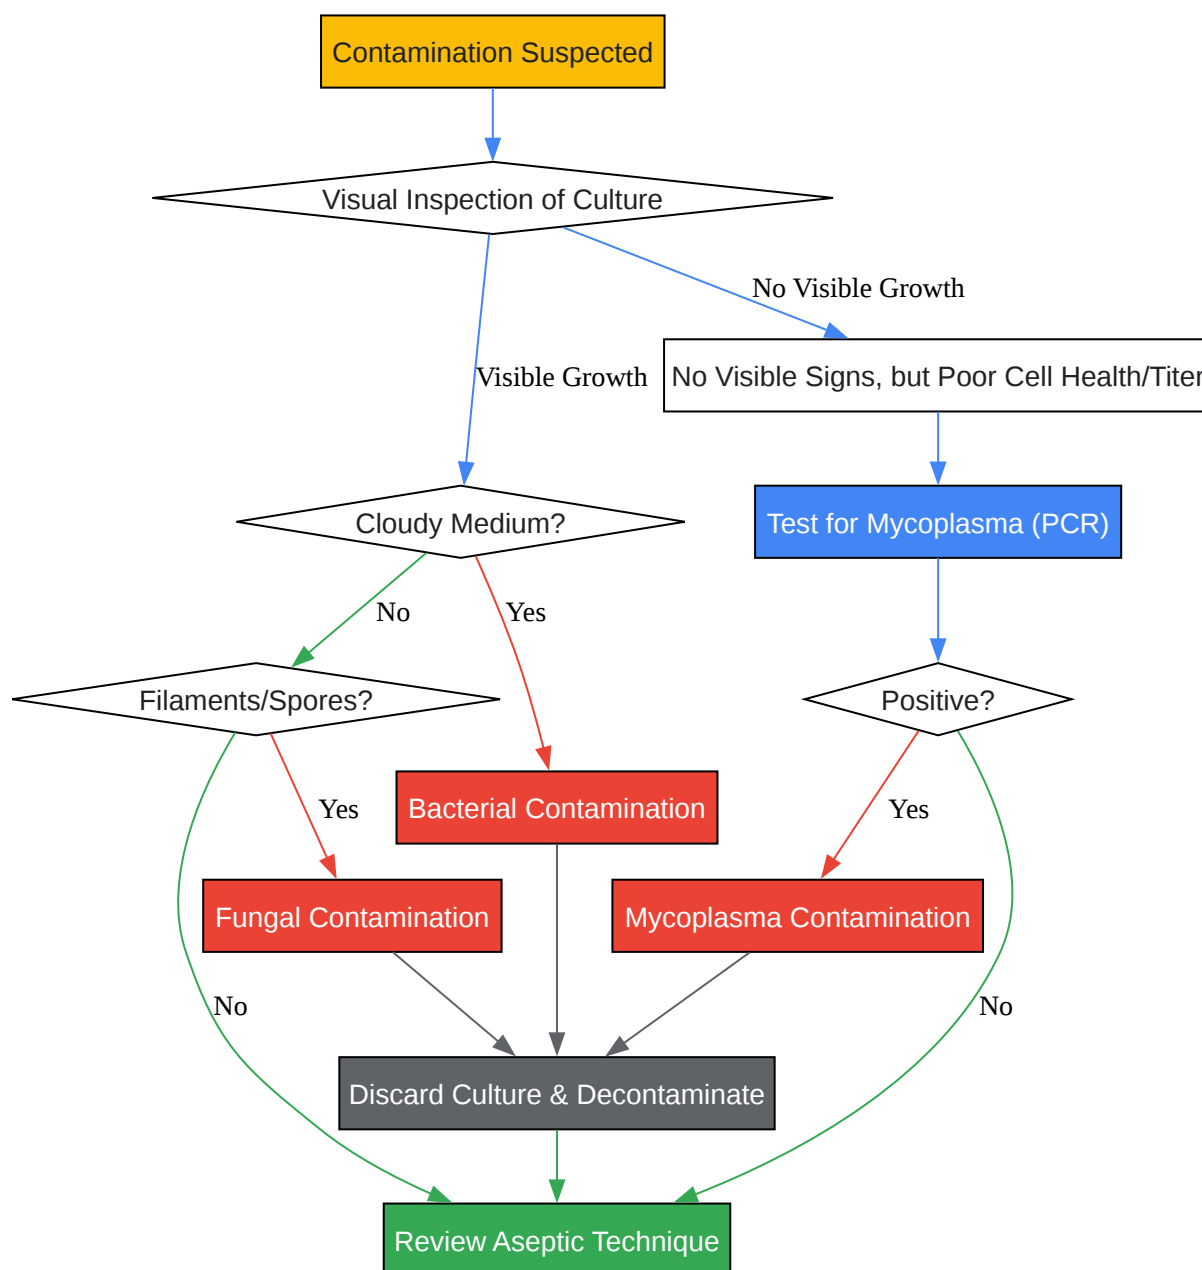 Contamination Suspected
Visual Inspection of Culture
No Visible Growth
Visible Growth
No Visible Signs, but Poor Cell Health/Titer
Cloudy Medium?
Test for Mycoplasma (PCR)
No
Yes
Filaments/Spores?
Positive?
Yes
Bacterial Contamination
Yes
Fungal Contamination
Mycoplasma Contamination
No
No
Discard Culture & Decontaminate
Review Aseptic Technique